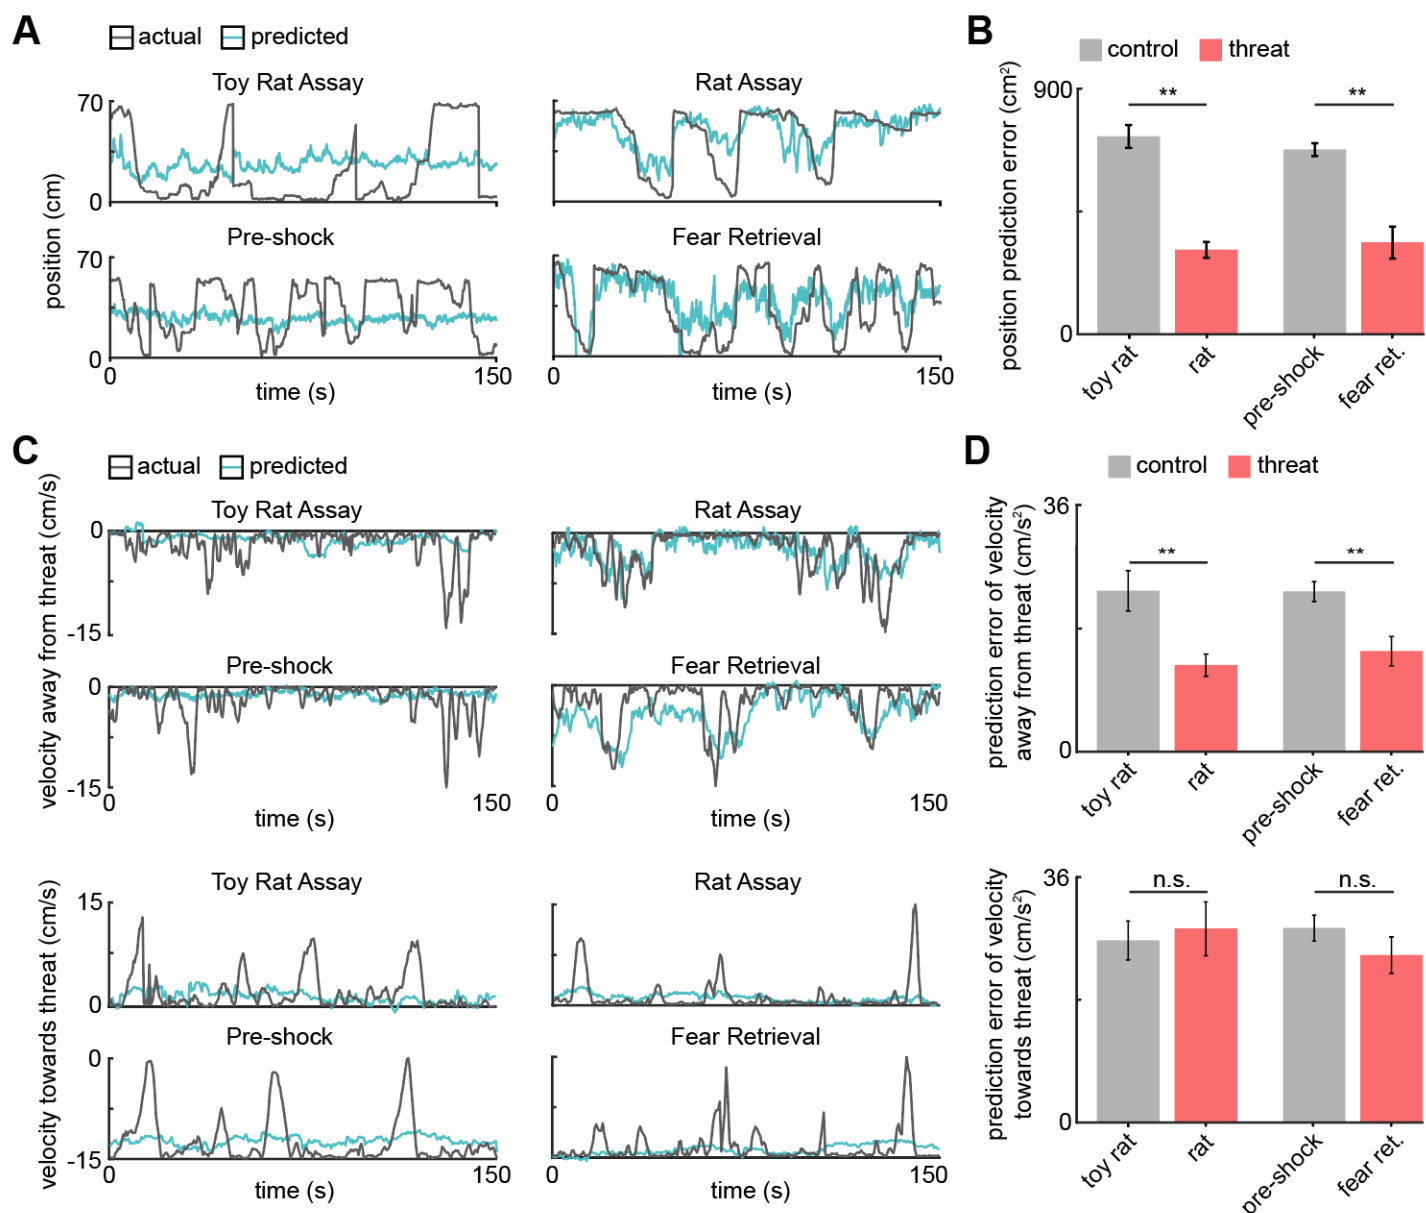 A
actual predicted
Toy Rat Assay
Rat Assay
position (cm)
70
0
Pre-shock
Fear Retrieval
70
0
0
150
0
150
time (s)
time (s)
B
control threat
position prediction error (cm²)
900
0
**
**
toy rat
rat
pre-shock
fear ret.
C
actual predicted
velocity away from threat (cm/s)
Toy Rat Assay
Rat Assay
0
-15
Pre-shock
Fear Retrieval
0
-15
0
150
0
150
time (s)
time (s)
velocity towards threat (cm/s)
Toy Rat Assay
Rat Assay
15
0
Pre-shock
Fear Retrieval
0
-15
0
150
0
150
time (s)
time (s)
D
control threat
prediction error of velocity
away from threat (cm/s²)
36
0
**
**
toy rat
rat
pre-shock
fear ret.
prediction error of velocity
towards threat (cm/s²)
36
0
n.s.
n.s.
toy rat
rat
pre-shock
fear ret.